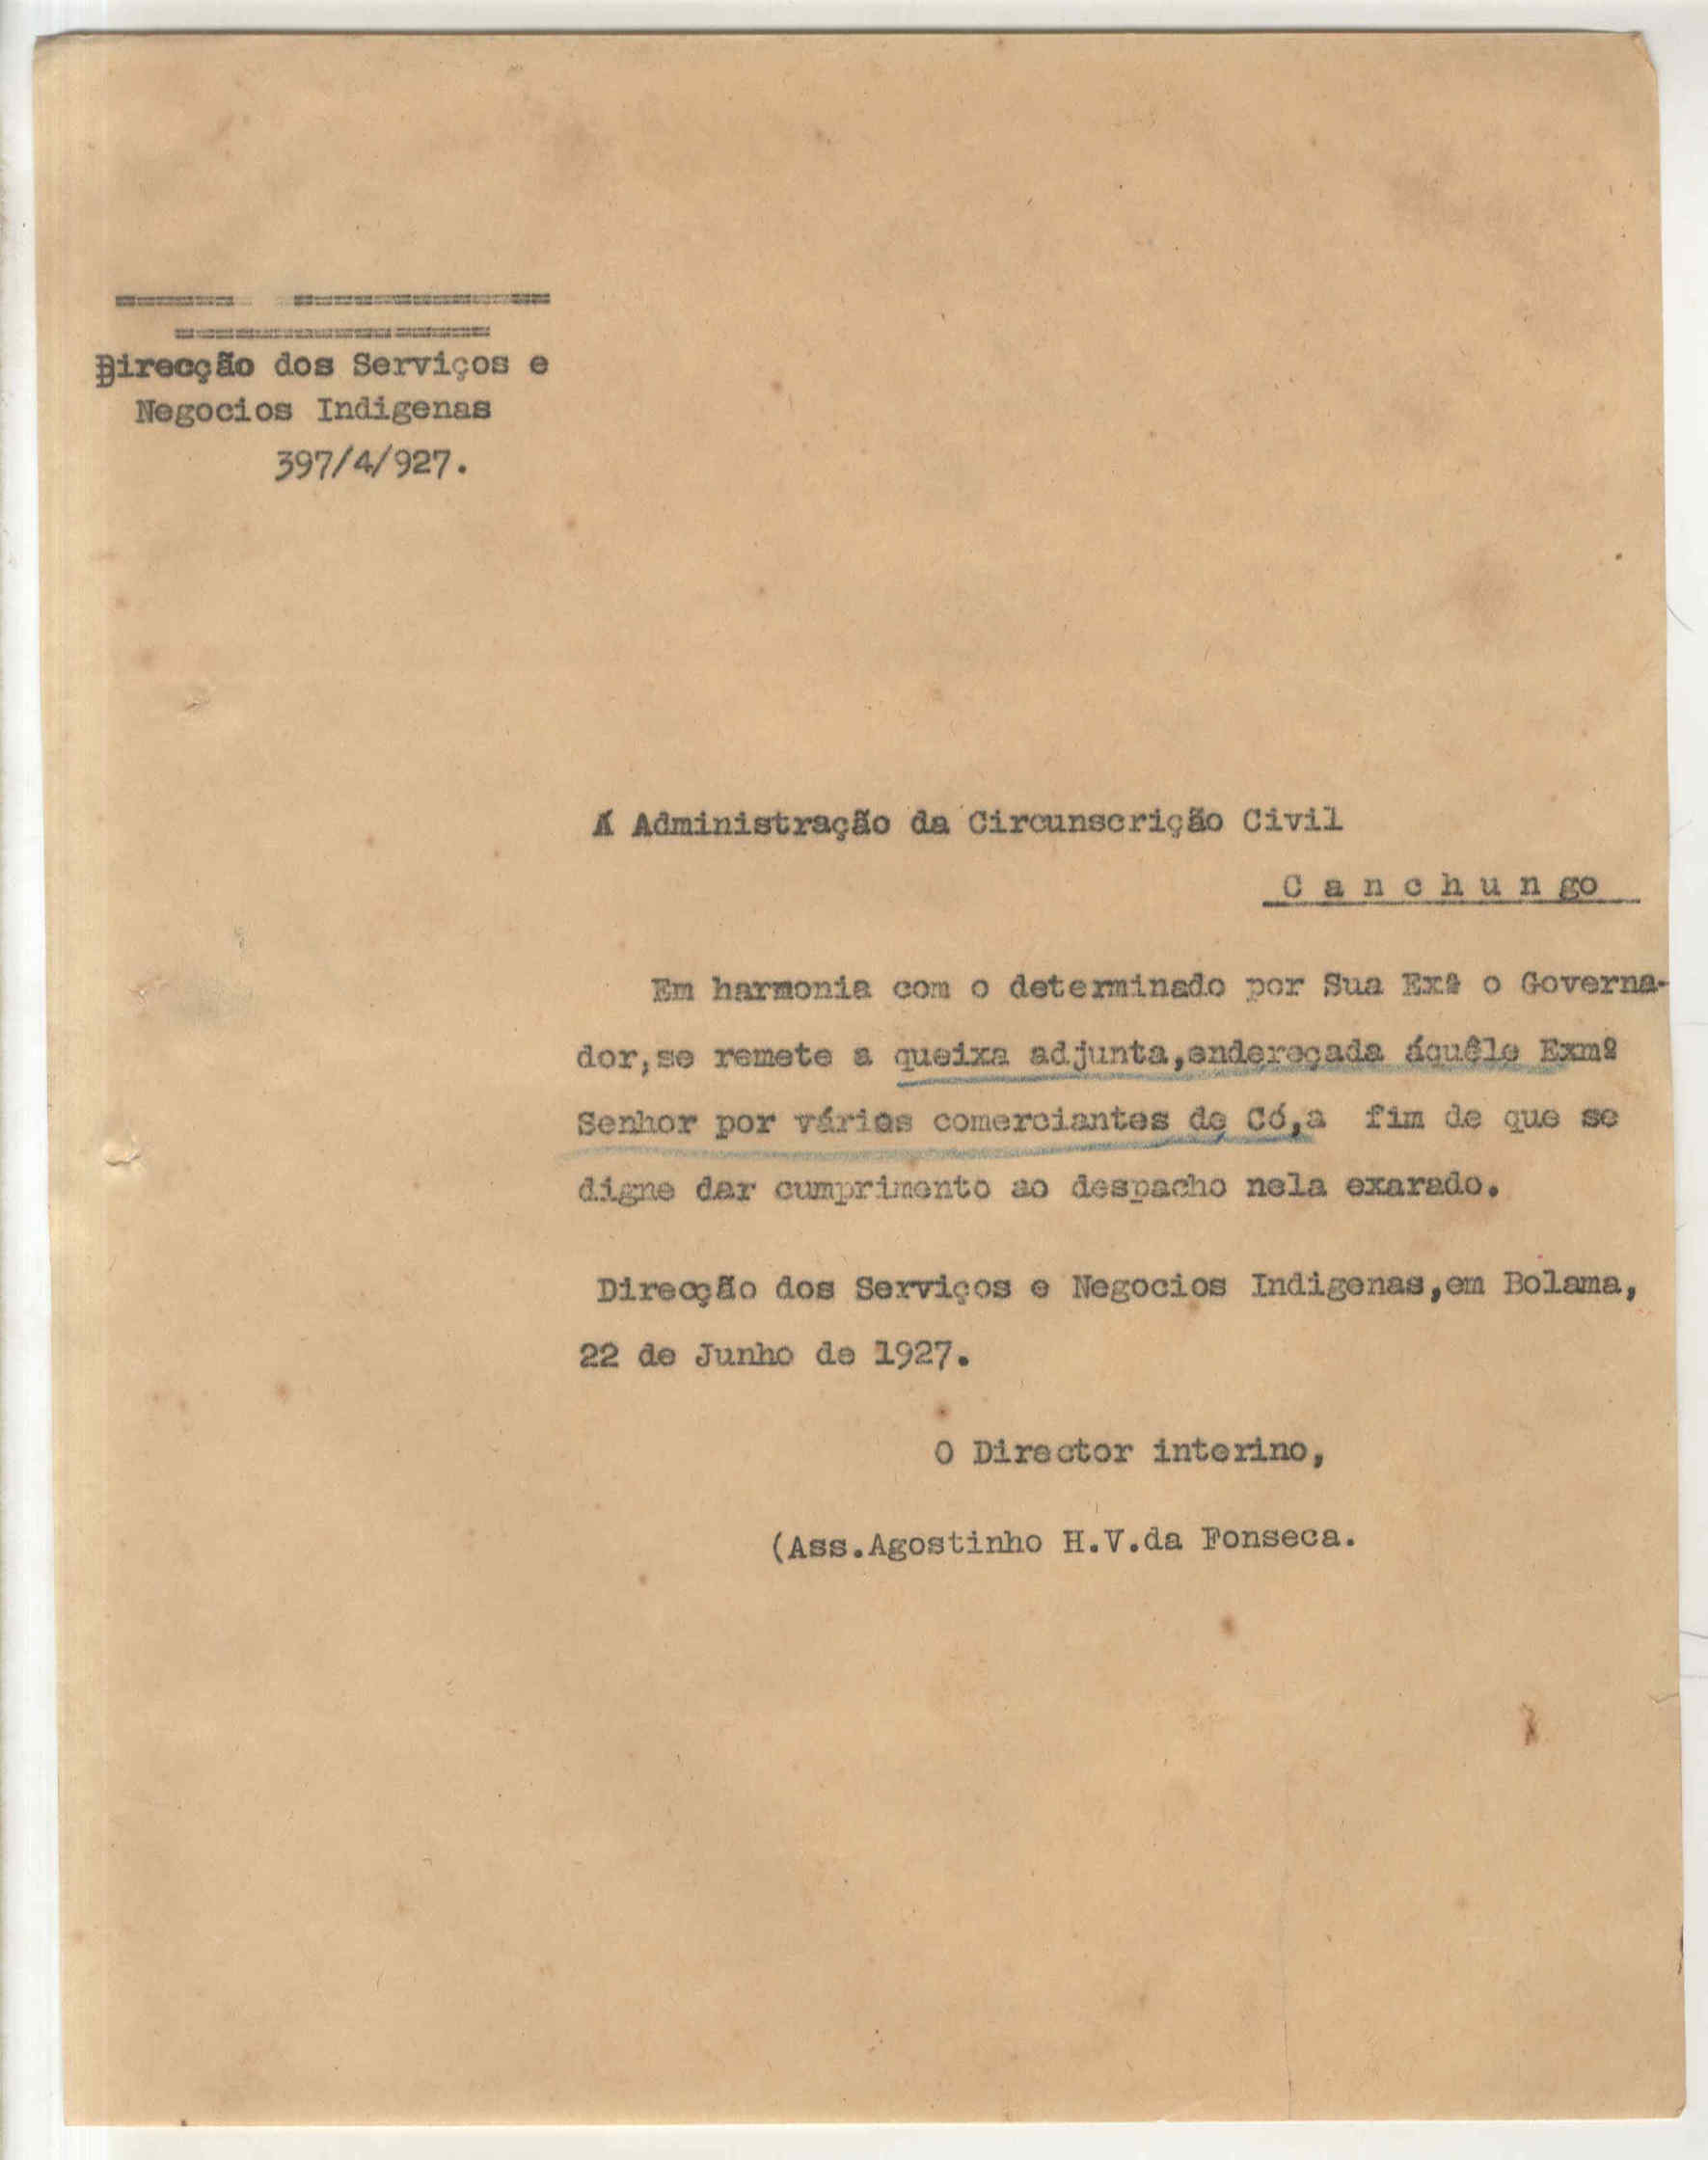 Direcção dos Serviços e
Negocios Indigenas
397/4/927.
Á Administração da Circunscrição Civil
C a n c h u n go
Em harmonia com o determinado por Sua Exª o Governa-
dor,se remete a queixa adjunta,endereçada áquêle Exmº
Senhor por vários comerciantes de Có,a fim de que se
digne dar cumprimento ao despacho nela exarado.
Direcção dos Serviços e Negocios Indigenas,em Bolama,
22 de Junho de 1927.
O Director interino,
(Ass.Agostinho H.V.da Fonseca.